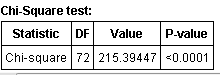 Chi-Square test:
Statistic DF Value P-value
Chi-square 72 215.39447 <0.0001